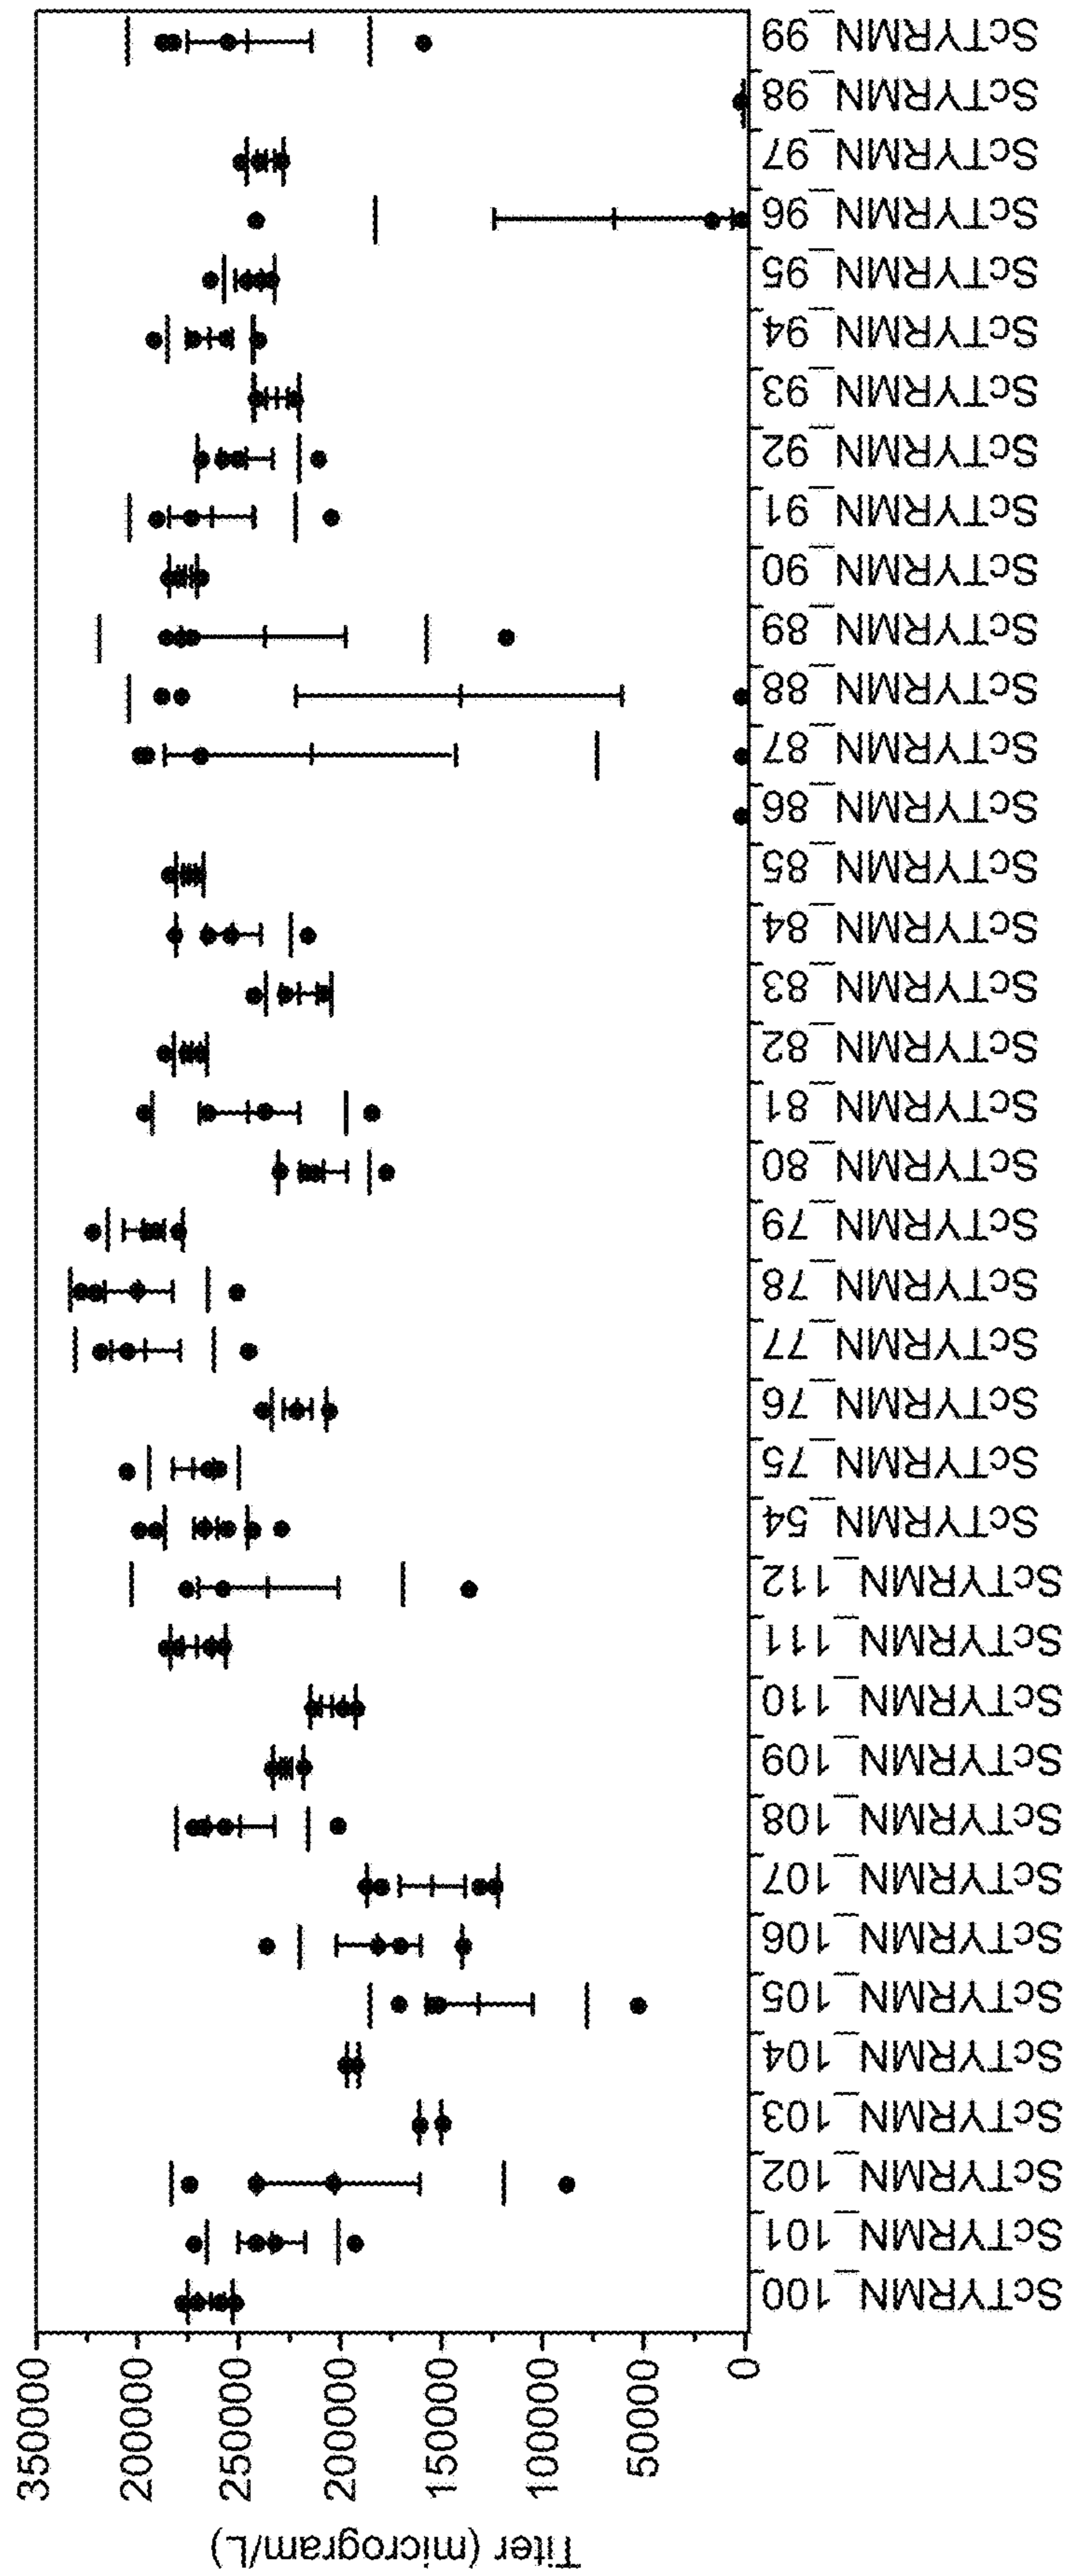 Titer (microgram/L)
350000
300000
250000
200000
150000
100000
50000
0
ScTYRMN_100
ScTYRMN_101
ScTYRMN_102
ScTYRMN_103
ScTYRMN_104
ScTYRMN_105
ScTYRMN_106
ScTYRMN_107
ScTYRMN_108
ScTYRMN_109
ScTYRMN_110
ScTYRMN_111
ScTYRMN_112
ScTYRMN_54
ScTYRMN_75
ScTYRMN_76
ScTYRMN_77
ScTYRMN_78
ScTYRMN_79
ScTYRMN_80
ScTYRMN_81
ScTYRMN_82
ScTYRMN_83
ScTYRMN_84
ScTYRMN_85
ScTYRMN_86
ScTYRMN_87
ScTYRMN_88
ScTYRMN_89
ScTYRMN_90
ScTYRMN_91
ScTYRMN_92
ScTYRMN_93
ScTYRMN_94
ScTYRMN_95
ScTYRMN_96
ScTYRMN_97
ScTYRMN_98
ScTYRMN_99